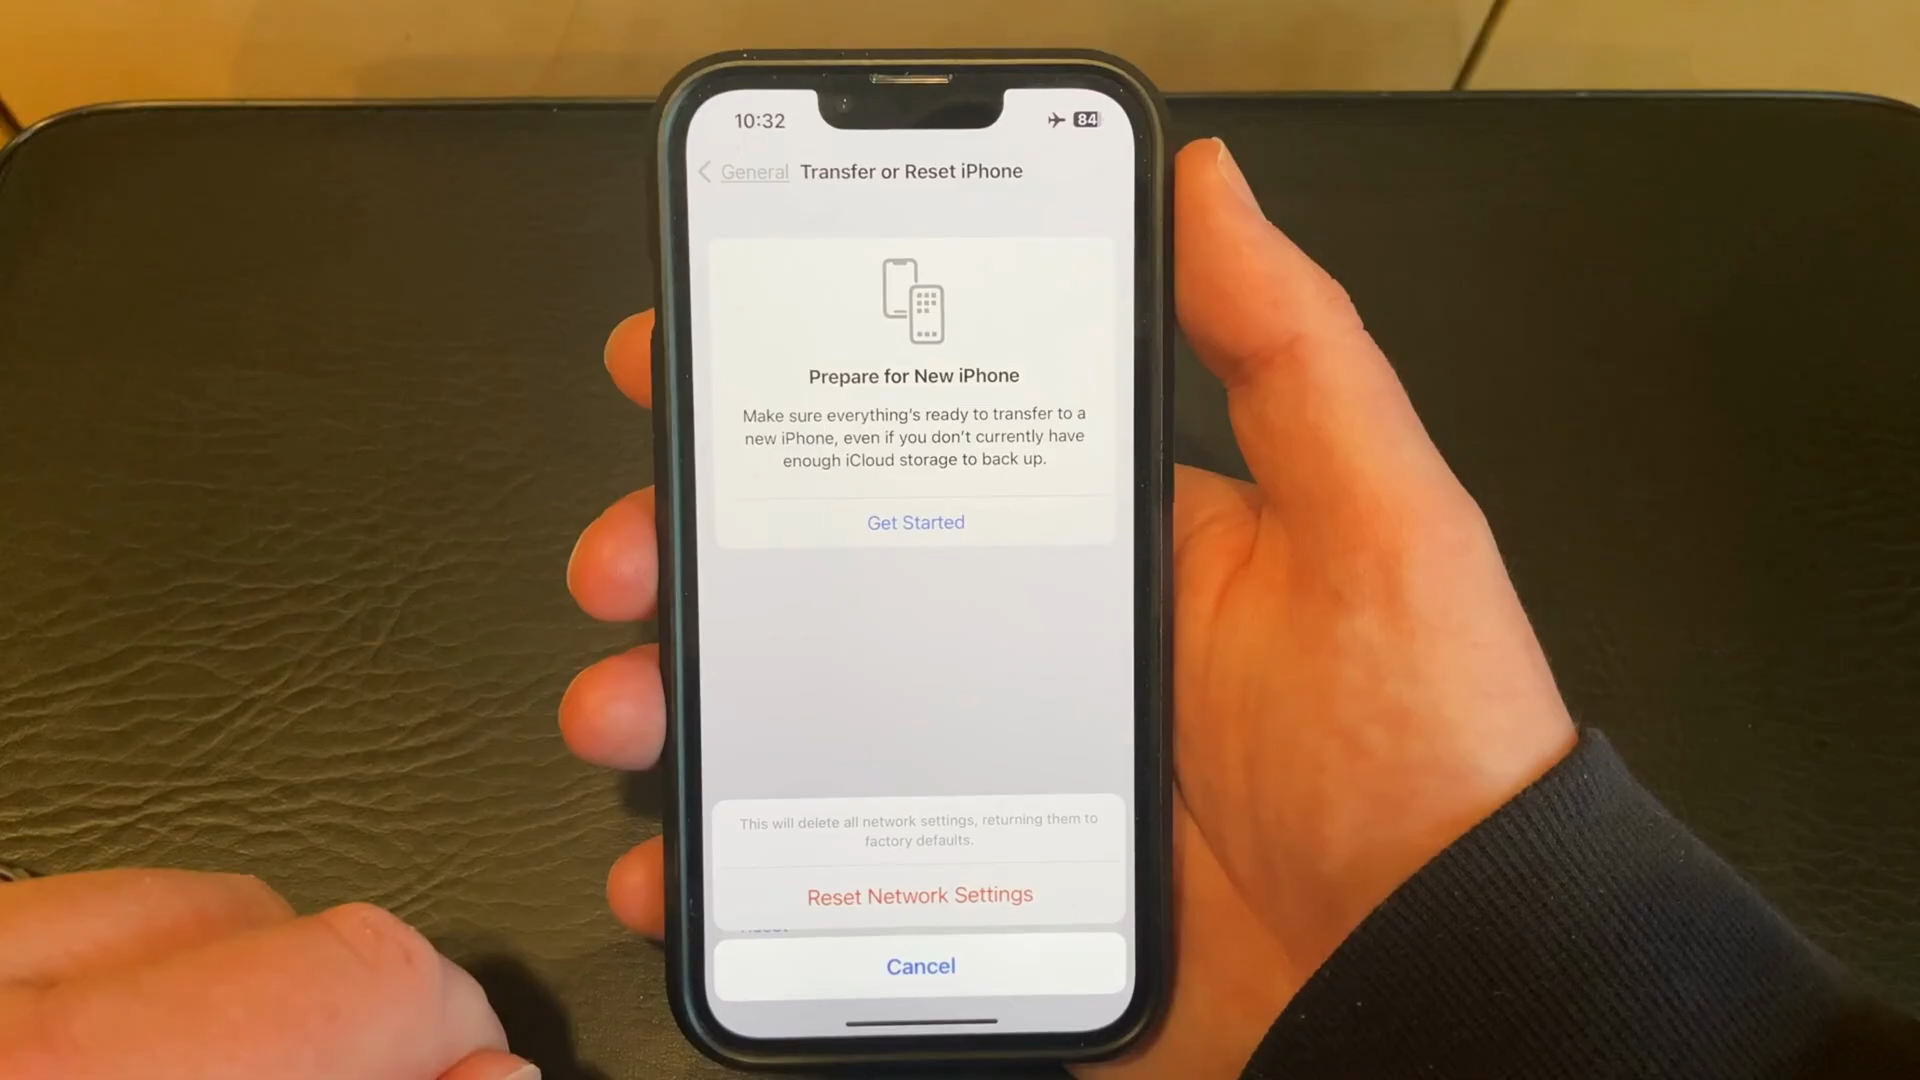 10:32
84
General Transfer or Reset iPhone
Prepare for New iPhone
Make sure everything's ready to transfer to a
new iPhone, even if you don't currently have
enough iCloud storage to back up.
Get Started
This will delete all network settings, returning them to
factory defaults.
Reset Network Settings
Cancel